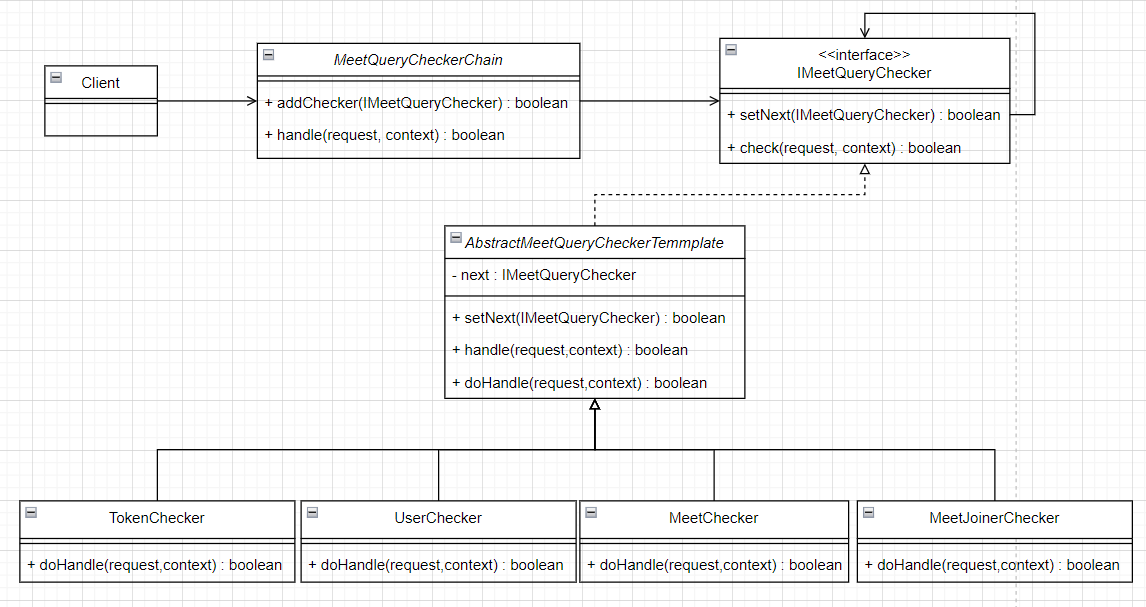 Client
MeetQueryCheckerChain
+ addChecker(IMeetQueryChecker) : boolean
+ handle(request, context) : boolean
<<interface>>
IMeetQueryChecker
+ setNext(IMeetQueryChecker) : boolean
+ check(request, context) : boolean
AbstractMeetQueryCheckerTemmplate
- next : IMeetQueryChecker
+ setNext(IMeetQueryChecker) : boolean
+ handle(request,context) : boolean
+ doHandle(request,context) : boolean
TokenChecker
+ doHandle(request,context) : boolean
UserChecker
+ doHandle(request,context) : boolean
MeetChecker
+ doHandle(request,context) : boolean
MeetJoinerChecker
+ doHandle(request,context) : boolean